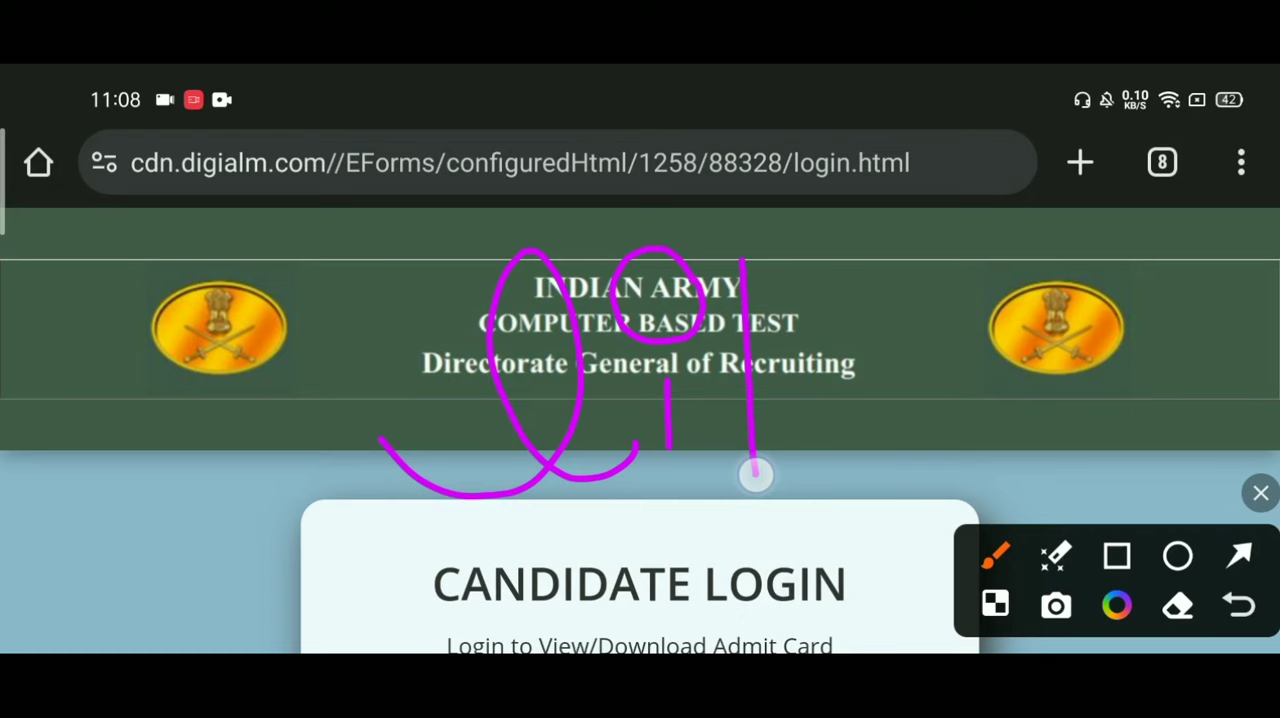 11:08 0.10 KB/S 42
cdn.digialm.com//EForms/configuredHtml/1258/88328/login.html 8
INDIAN ARMY
COMPUTER BASED TEST
Directorate General of Recruiting
CANDIDATE LOGIN
Login to View/Download Admit Card